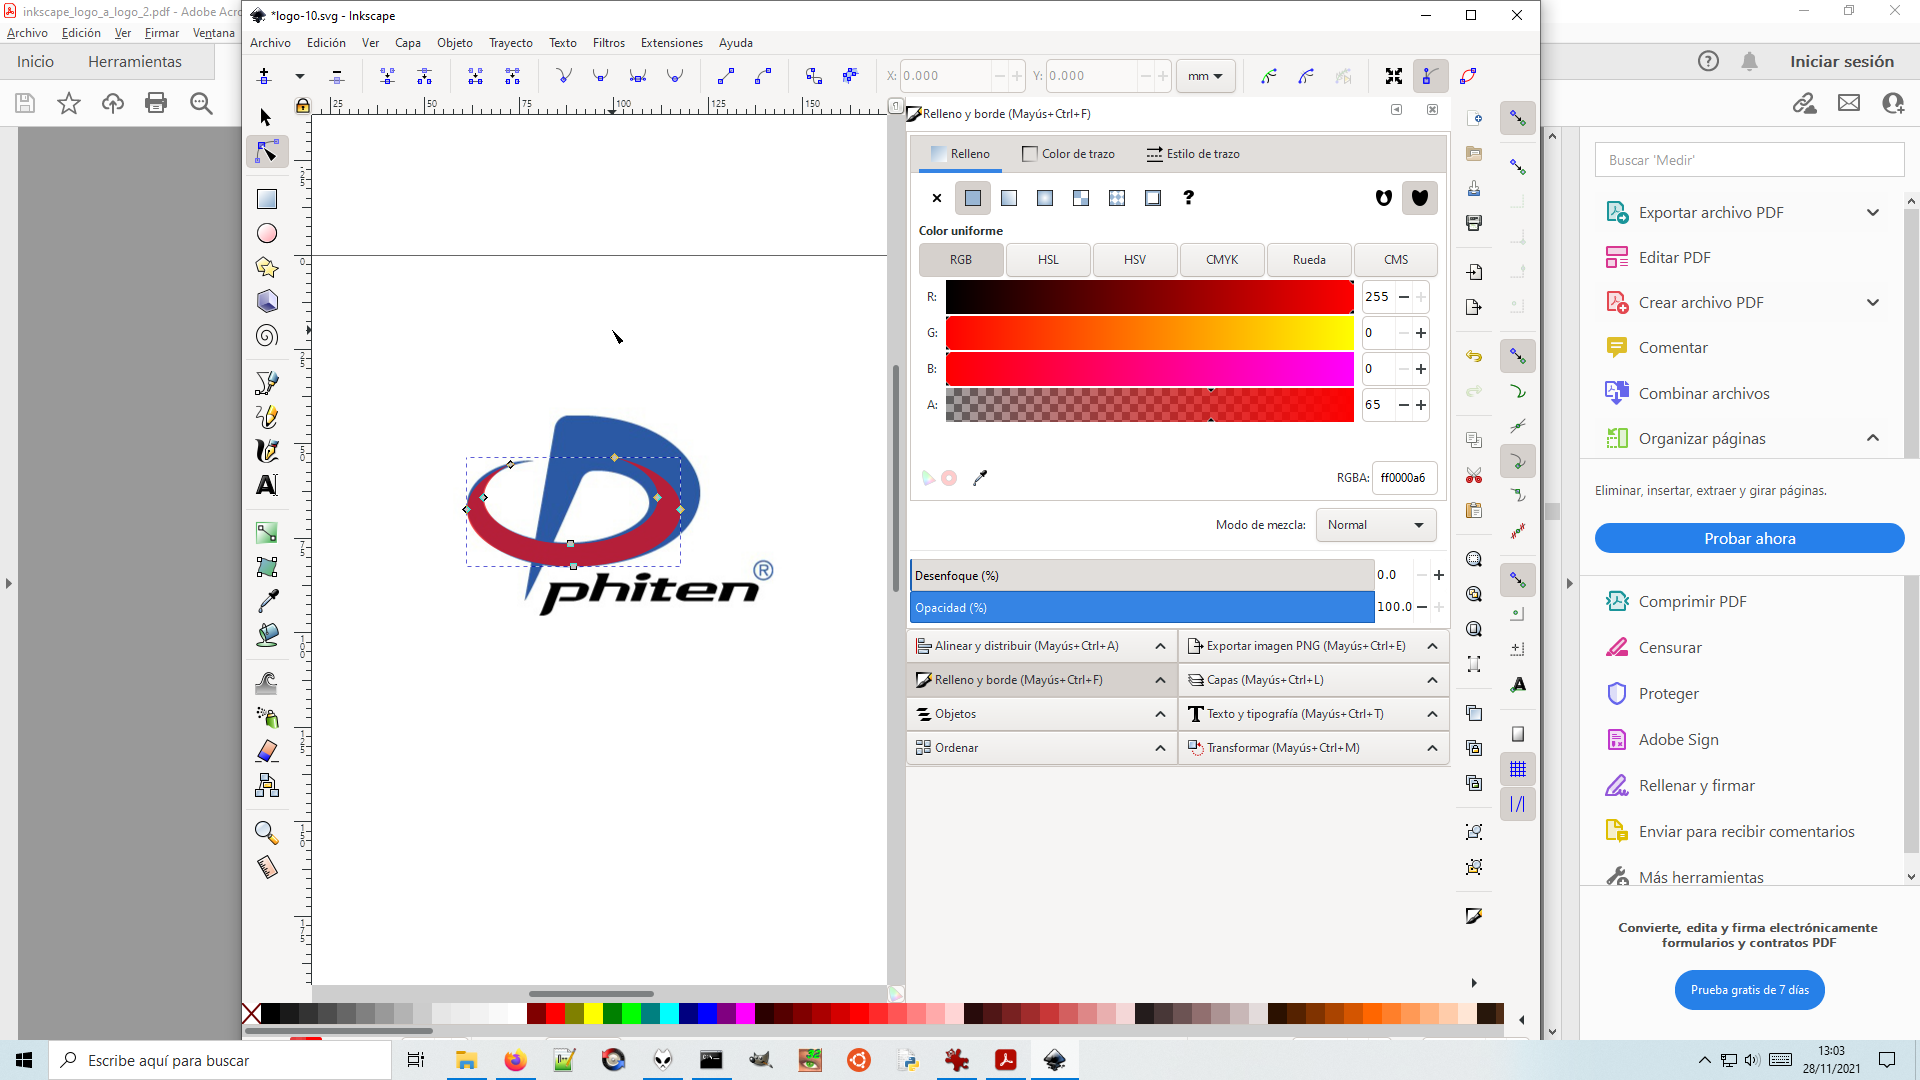 inkscape_logo_a_logo_2.pdf - Adobe Acro
Archivo Edición Ver Firmar Ventana
Inicio Herramientas
*logo-10.svg - Inkscape
Archivo Edición Ver Capa Objeto Trayecto Texto Filtros Extensiones Ayuda
X: 0.000 Y: 0.000 mm
25 50 75 100 125 150
Relleno y borde (Mayús+Ctrl+F)
Relleno Color de trazo Estilo de trazo
?
Color uniforme
RGB HSL HSV CMYK Rueda CMS
R: 255
G: 0
B: 0
A: 65
RGBA: ff0000a6
Modo de mezcla: Normal
Desenfoque (%) 0.0
Opacidad (%) 100.0
Alinear y distribuir (Mayús+Ctrl+A) Exportar imagen PNG (Mayús+Ctrl+E)
Relleno y borde (Mayús+Ctrl+F) Capas (Mayús+Ctrl+L)
Objetos Texto y tipografía (Mayús+Ctrl+T)
Ordenar Transformar (Mayús+Ctrl+M)
phiten®
Iniciar sesión
Buscar 'Medir'
Exportar archivo PDF
Editar PDF
Crear archivo PDF
Comentar
Combinar archivos
Organizar páginas
Eliminar, insertar, extraer y girar páginas.
Probar ahora
Comprimir PDF
Censurar
Proteger
Adobe Sign
Rellenar y firmar
Enviar para recibir comentarios
Más herramientas
Convierte, edita y firma electrónicamente
formularios y contratos PDF
Prueba gratis de 7 días
Escribe aquí para buscar
13:03
28/11/2021